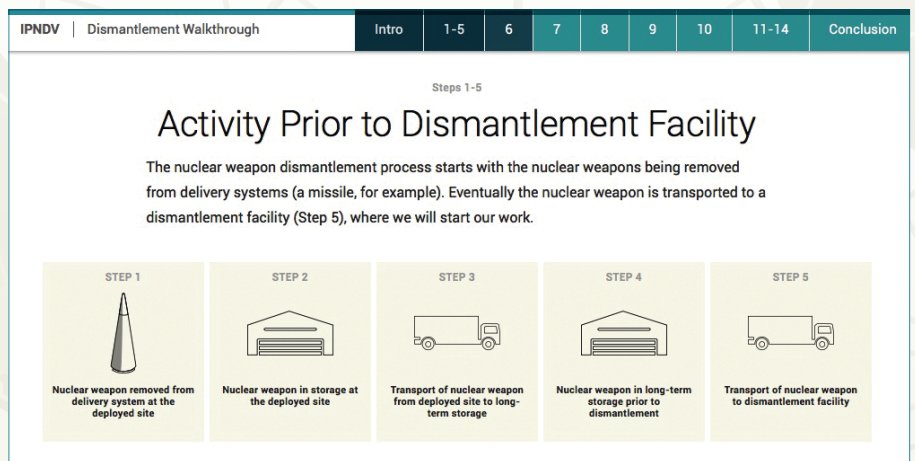 IPNDV | Dismantlement Walkthrough
Intro 1-5 6 7 8 9 10 11-14 Conclusion
Steps 1-5
Activity Prior to Dismantlement Facility
The nuclear weapon dismantlement process starts with the nuclear weapons being removed
from delivery systems (a missile, for example). Eventually the nuclear weapon is transported to a
dismantlement facility (Step 5), where we will start our work.
STEP 1
Nuclear weapon removed from
delivery system at the
deployed site
STEP 2
Nuclear weapon in storage at
the deployed site
STEP 3
Transport of nuclear weapon
from deployed site to long-
term storage
STEP 4
Nuclear weapon in long-term
storage prior to
dismantlement
STEP 5
Transport of nuclear weapon
to dismantlement facility